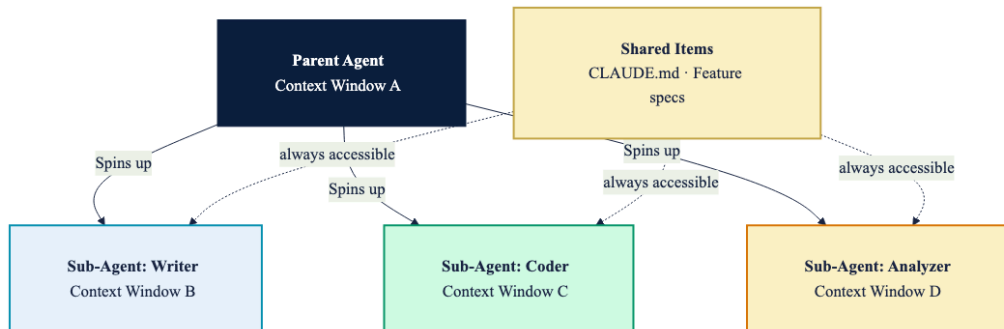 Parent Agent
Context Window A
Shared Items
CLAUDE.md · Feature
specs
Spins up
always accessible
Spins up
Spins up
always accessible
always accessible
Sub-Agent: Writer
Context Window B
Sub-Agent: Coder
Context Window C
Sub-Agent: Analyzer
Context Window D